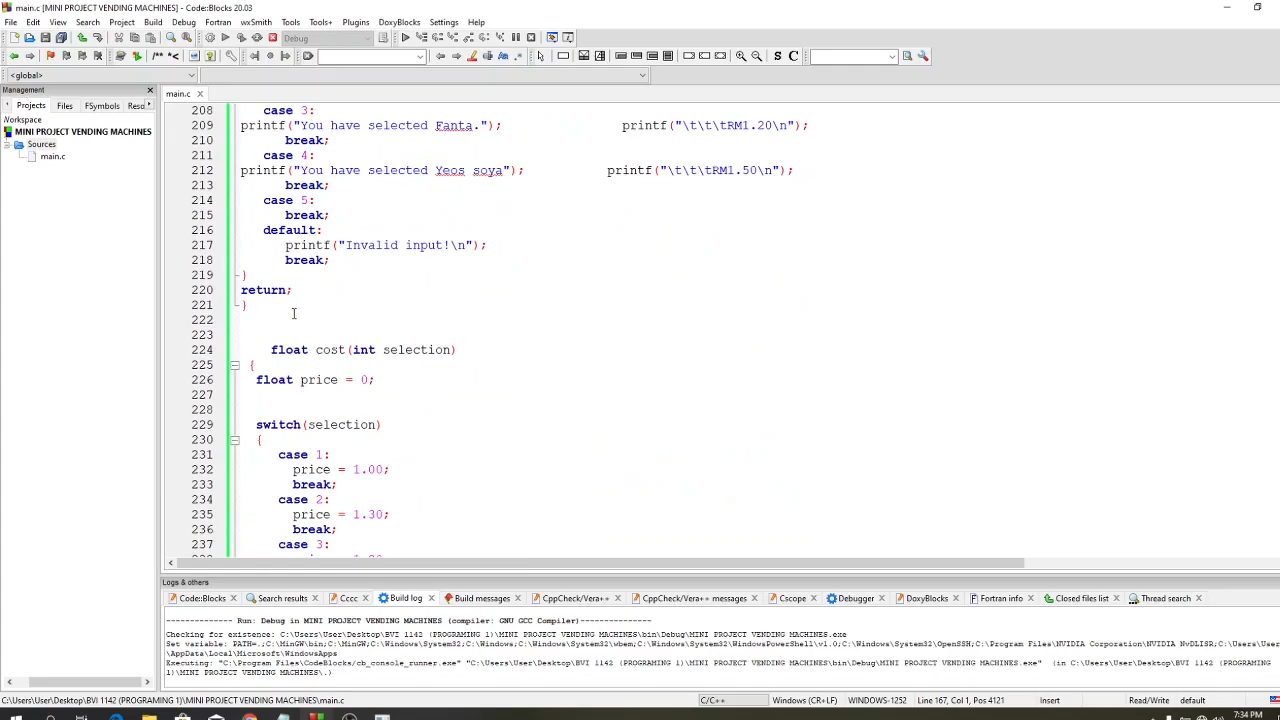 main.c [MINI PROJECT VENDING MACHINES] - Code::Blocks 20.03
File Edit View Search Project Build Debug Fortran wxSmith Tools Tools+ Plugins DoxyBlocks Settings Help
Debug
/** *<
S C
<global>
Management
main.c
Projects Files FSymbols Resc
Workspace
MINI PROJECT VENDING MACHINES
Sources
main.c
208 case 3:
209 printf("You have selected Fanta."); printf("\t\t\tRM1.20\n");
210 break;
211 case 4:
212 printf("You have selected Yeos soya"); printf("\t\t\tRM1.50\n");
213 break;
214 case 5:
215 break;
216 default:
217 printf("Invalid input!\n");
218 break;
219 }
220 return;
221 }
222
223
224 float cost(int selection)
225 {
226 float price = 0;
227
228
229 switch(selection)
230 {
231 case 1:
232 price = 1.00;
233 break;
234 case 2:
235 price = 1.30;
236 break;
237 case 3:
Logs & others
Code::Blocks Search results Cccc Build log Build messages CppCheck/Vera++ CppCheck/Vera++ messages Cscope Debugger DoxyBlocks Fortran info Closed files list Thread search
-------------- Run: Debug in MINI PROJECT VENDING MACHINES (compiler: GNU GCC Compiler)---------------
Checking for existence: C:\Users\User\Desktop\BVI 1142 (PROGRAMING 1)\MINI PROJECT VENDING MACHINES\bin\Debug\MINI PROJECT VENDING MACHINES.exe
Set variable: PATH=.;C:\MinGW\bin;C:\MinGW;C:\Windows\System32;C:\Windows;C:\Windows\System32\wbem;C:\Windows\System32\WindowsPowerShell\v1.0;C:\Windows\System32\OpenSSH;C:\Program Files\NVIDIA Corporation\NVIDIA NvDLISR;C:\Users\User
\AppData\Local\Microsoft\WindowsApps
Executing: "C:\Program Files\CodeBlocks/cb_console_runner.exe" "C:\Users\User\Desktop\BVI 1142 (PROGRAMING 1)\MINI PROJECT VENDING MACHINES\bin\Debug\MINI PROJECT VENDING MACHINES.exe" (in C:\Users\User\Desktop\BVI 1142 (PROGRAMING
1)\MINI PROJECT VENDING MACHINES\.)
C:\Users\User\Desktop\BVI 1142 (PROGRAMING 1)\MINI PROJECT VENDING MACHINES\main.c C/C++ Windows (CR+LF) WINDOWS-1252 Line 167, Col 1, Pos 4121 Insert Read/Write default
7:34 PM